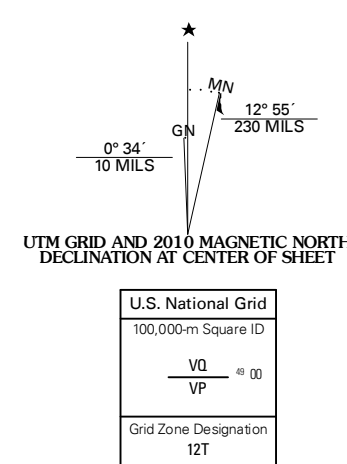 ★
MN
12° 55´
230 MILS
GN
0° 34´
10 MILS
UTM GRID AND 2010 MAGNETIC NORTH
DECLINATION AT CENTER OF SHEET
U.S. National Grid
100,000-m Square ID
VQ
49 00
VP
Grid Zone Designation
12T